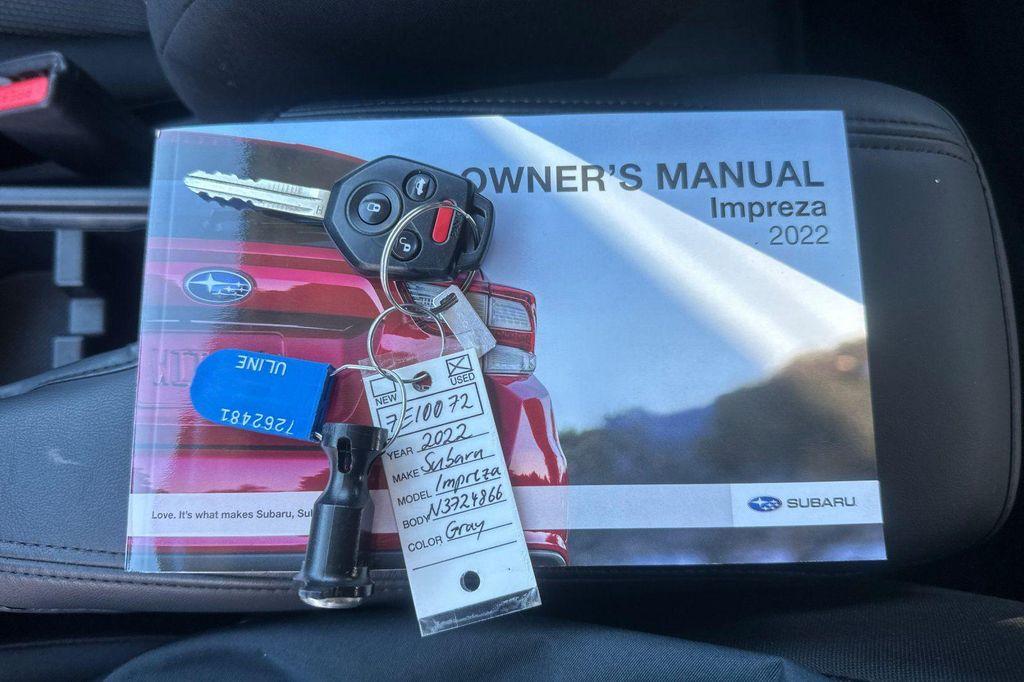 OWNER'S MANUAL
Impreza
2022
ULINE
7262481
NEW
USED
7E10072
YEAR 2022
MAKE Subaru
MODEL Impreza
BODY N3724866
COLOR Gray
Love. It's what makes Subaru,
SUBARU